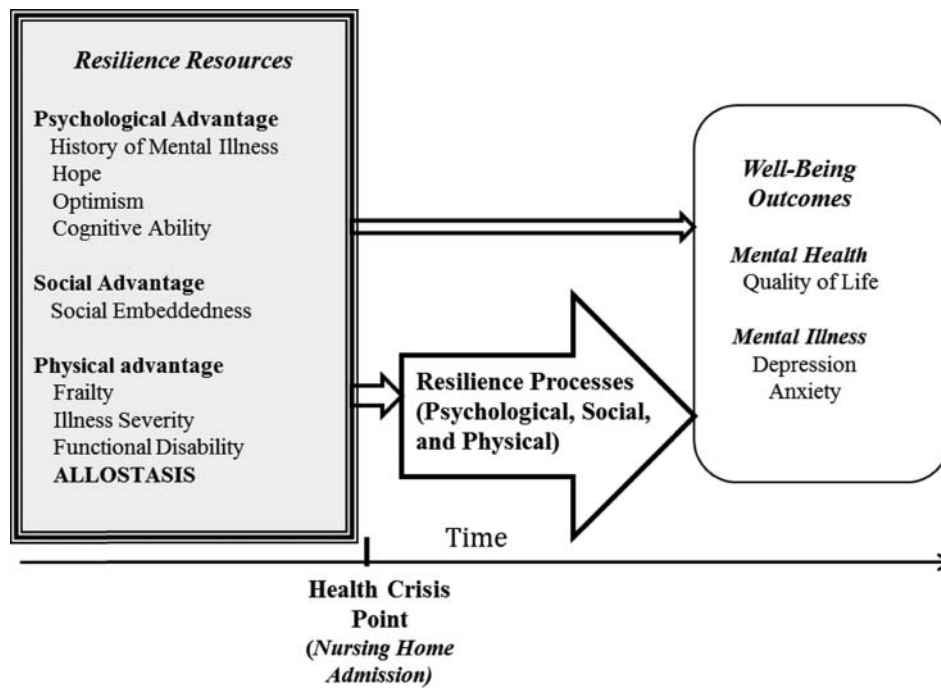 Resilience Resources
Psychological Advantage
History of Mental Illness
Hope
Optimism
Cognitive Ability
Social Advantage
Social Embeddedness
Physical advantage
Frailty
Illness Severity
Functional Disability
ALLOSTASIS
Resilience Processes
(Psychological, Social,
and Physical)
Well-Being
Outcomes
Mental Health
Quality of Life
Mental Illness
Depression
Anxiety
Time
Health Crisis
Point
(Nursing Home
Admission)